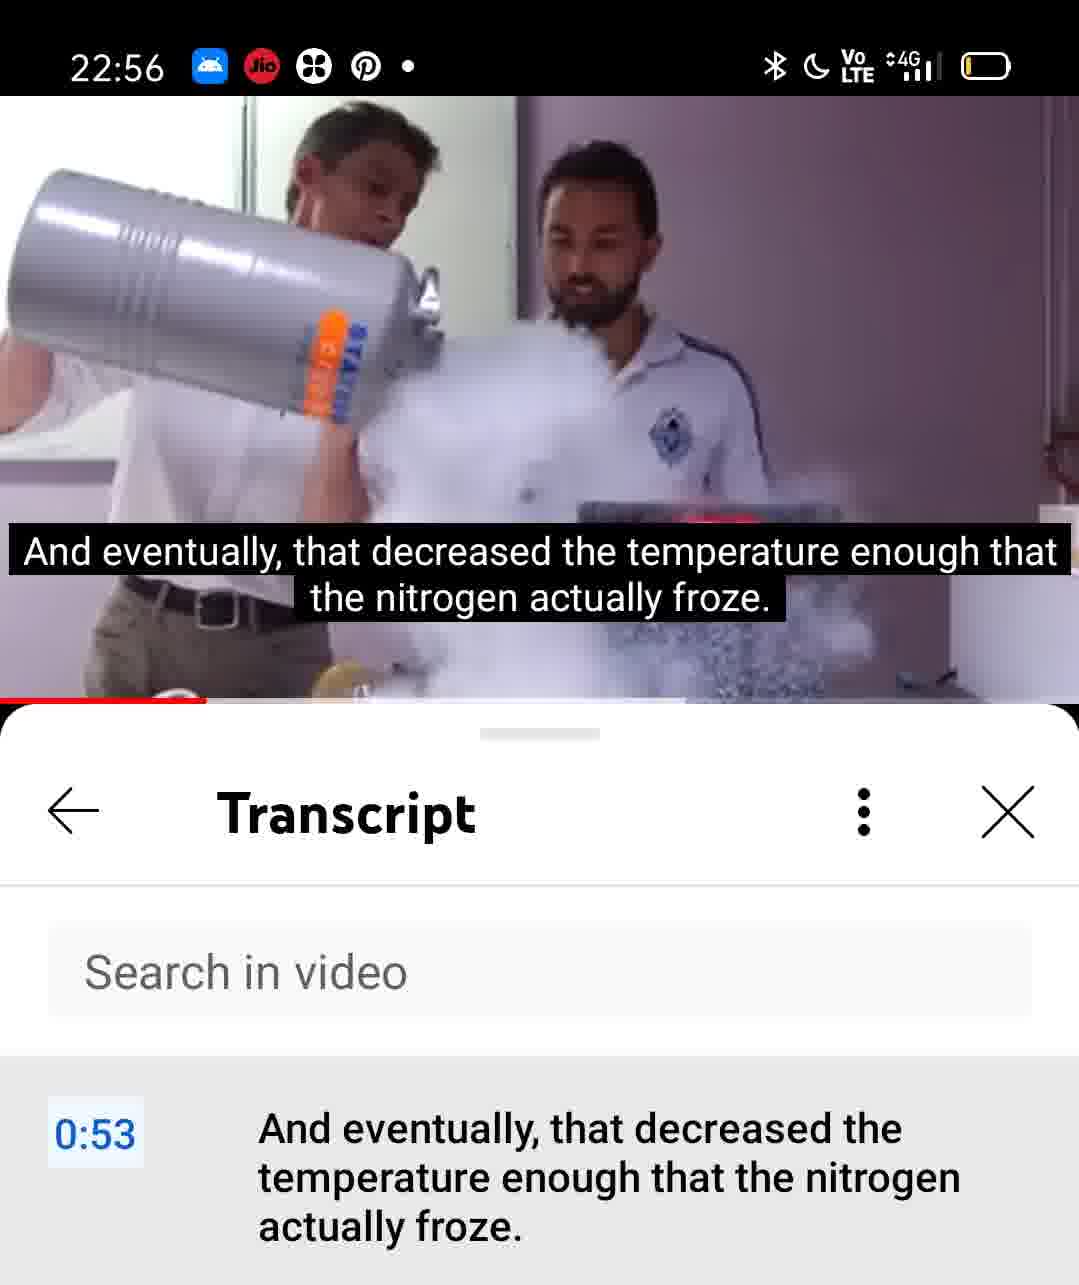 22:56 Jio Vo LTE 4G
And eventually, that decreased the temperature enough that
the nitrogen actually froze.
Transcript
Search in video
0:53 And eventually, that decreased the
temperature enough that the nitrogen
actually froze.